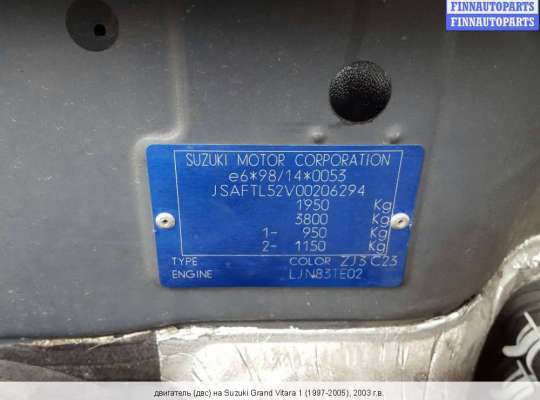 FINNAUTOPARTS
FINNAUTOPARTS
SUZUKI MOTOR CORPORATION
e6*98/14*0053
JSAFTL52V00206294
1950 Kg
3800 Kg
1- 950 Kg
2- 1150 Kg
TYPE COLOR ZJ3 C23
ENGINE LJN83TE02
двигатель (двс) на Suzuki Grand Vitara 1 (1997-2005), 2003 г.в.